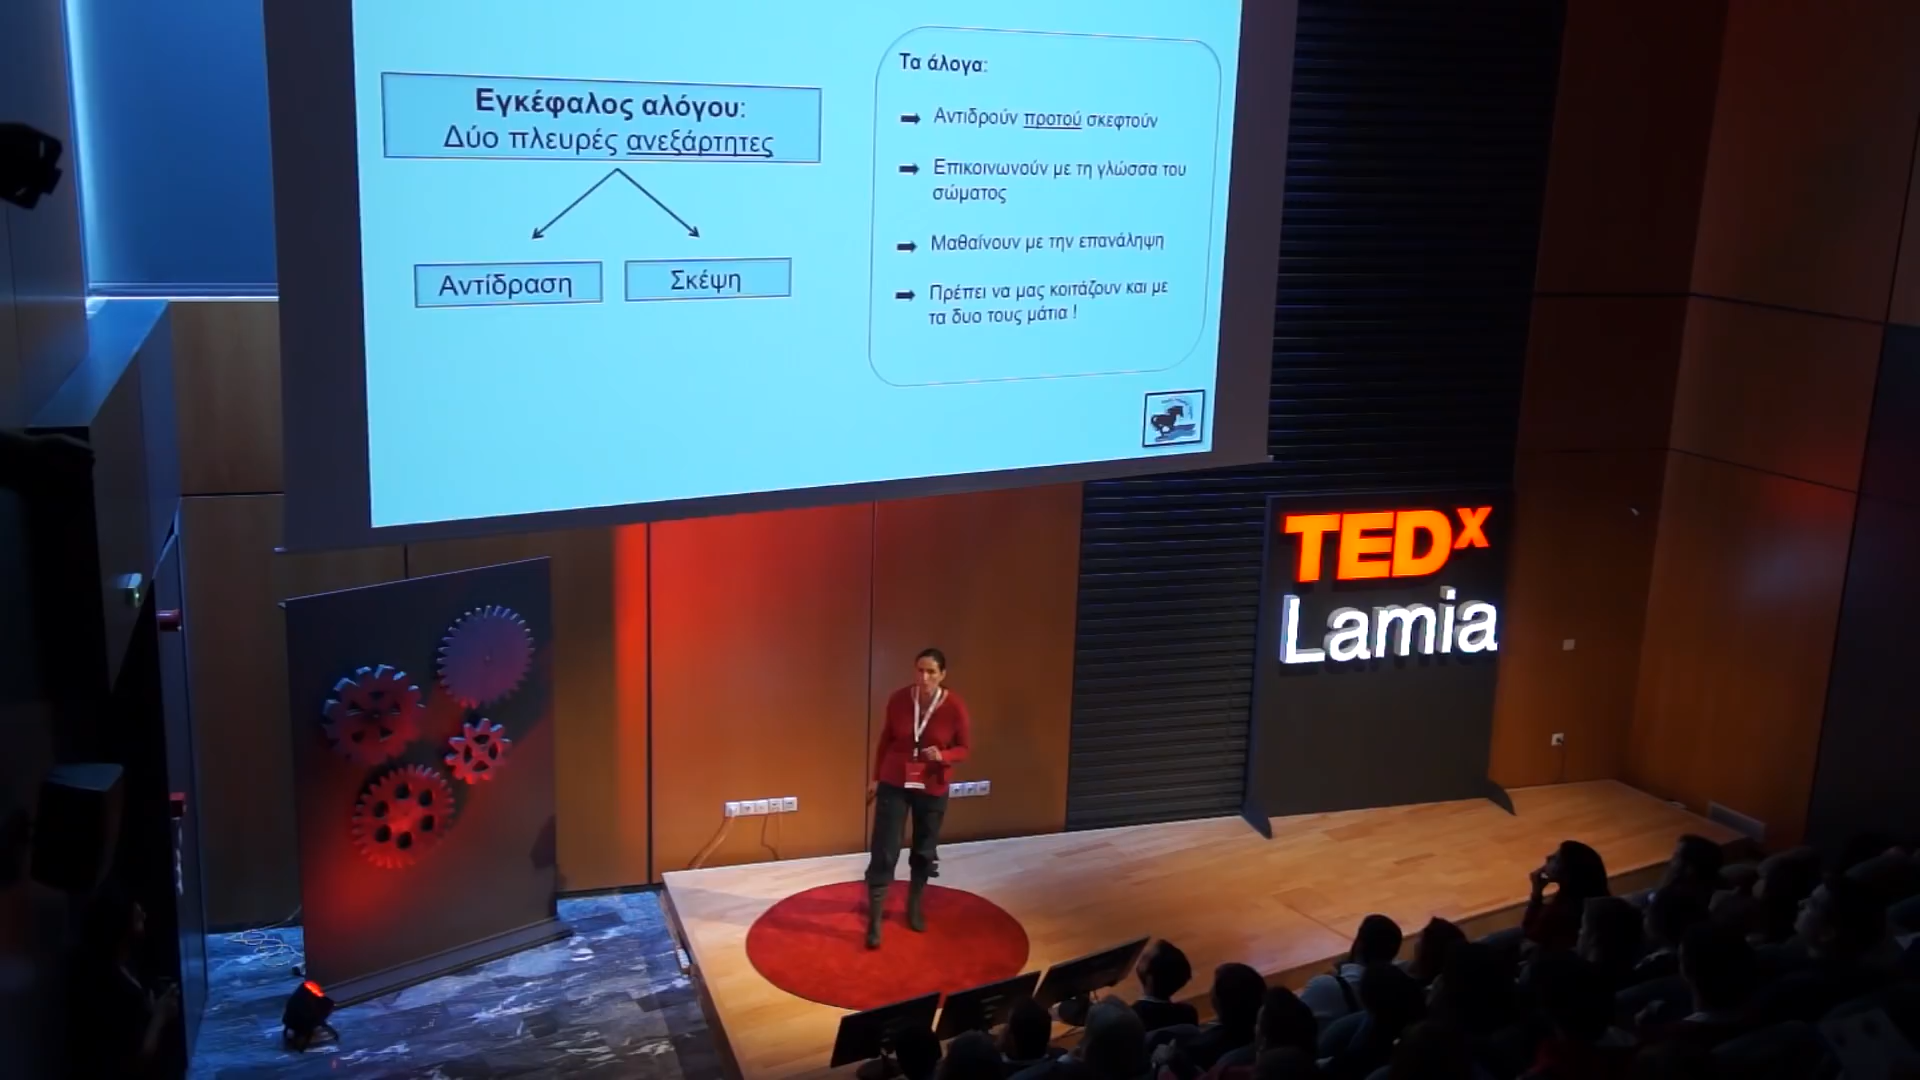 Εγκέφαλος αλόγου:
Δύο πλευρές ανεξάρτητες
Αντίδραση
Σκέψη
Τα άλογα:
➡ Αντιδρούν προτού σκεφτούν
➡ Επικοινωνούν με τη γλώσσα του
σώματος
➡ Μαθαίνουν με την επανάληψη
➡ Πρέπει να μας κοιτάζουν και με
τα δυο τους μάτια !
TEDx
Lamia